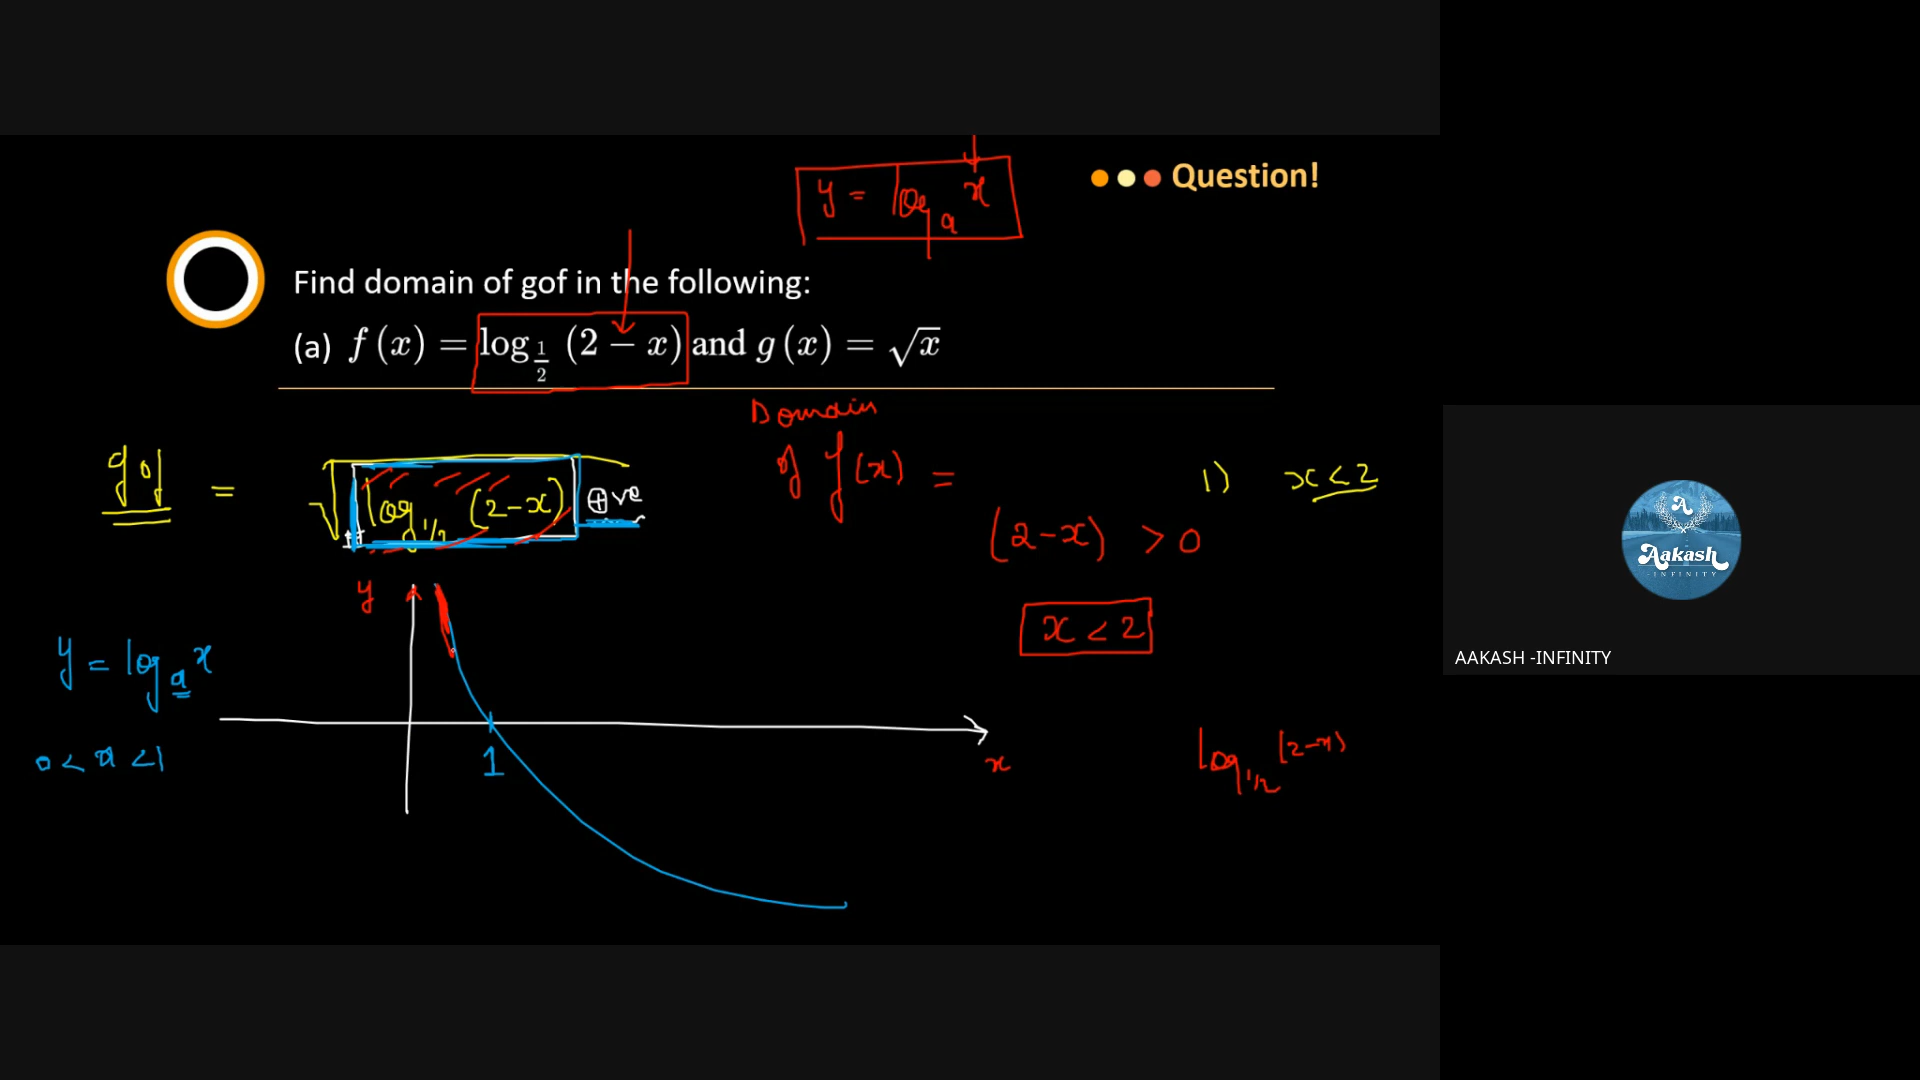 y = log_a x
Question!
Find domain of gof in the following:
(a) f (x) = log_{1/2} (2 − x) and g (x) = √x
Domain of f(x) =
(2-x) > 0
x < 2
1) x < 2
gof = √log_{1/2} (2-x) ⊕ve
y
y = log_a x
0 < x < 1
1
x
log_{1/2} (2-x)
A
Aakash
INFINITY
AAKASH -INFINITY